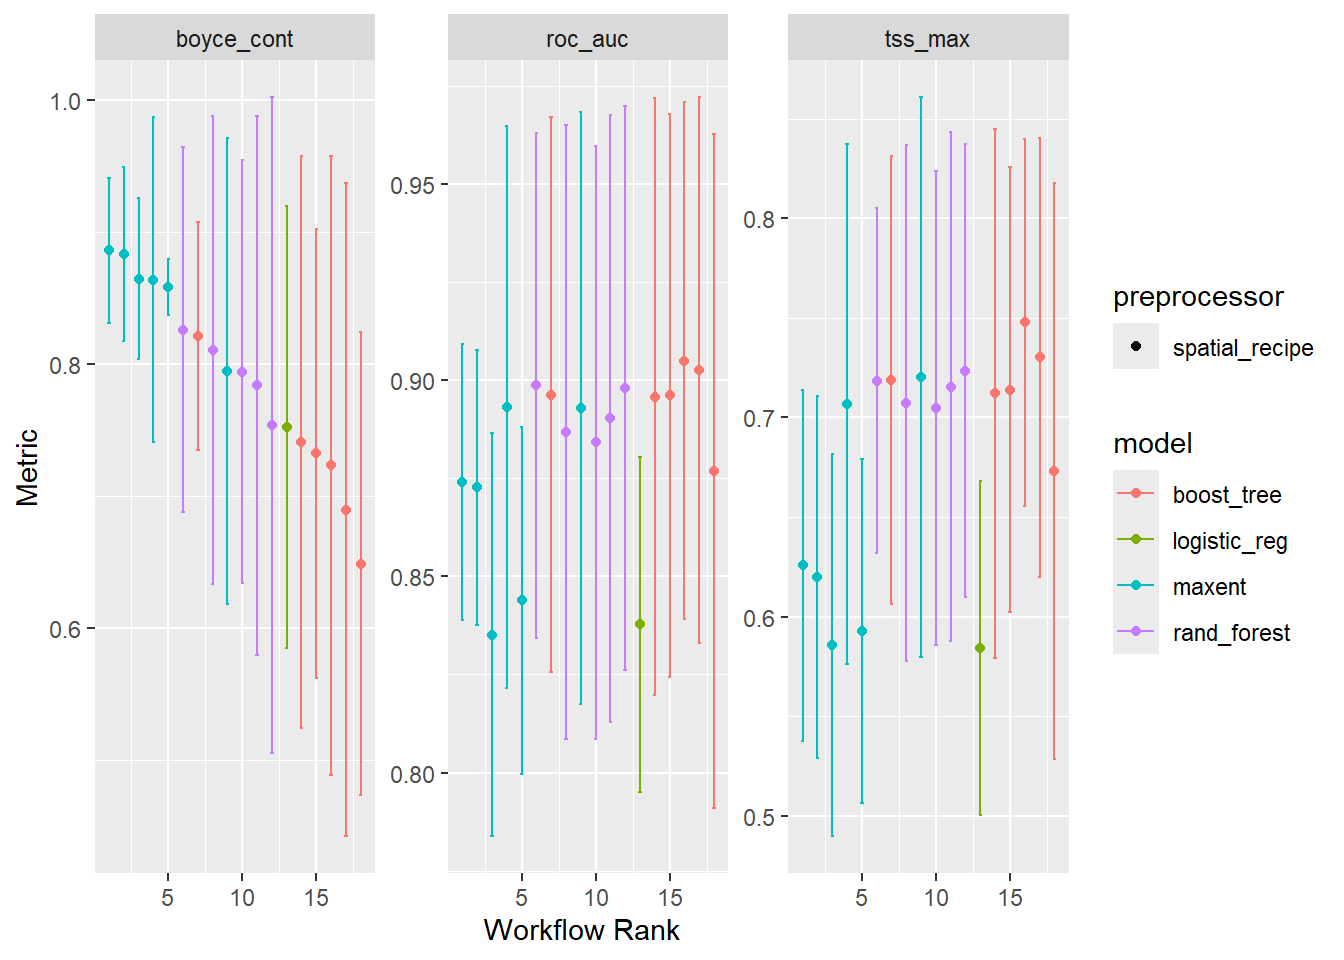 boyce_cont
roc_auc
tss_max
Metric
1.0
0.8
0.6
0.95
0.90
0.85
0.80
0.8
0.7
0.6
0.5
5
10
15
5
10
15
5
10
15
Workflow Rank
preprocessor
spatial_recipe
model
boost_tree
logistic_reg
maxent
rand_forest